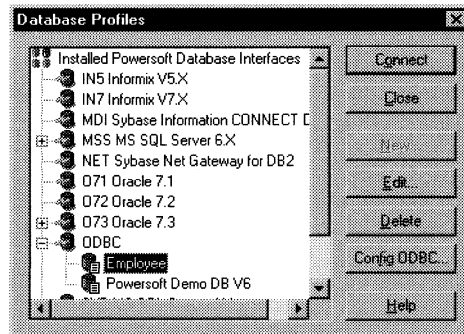 Database Profiles
Installed Powersoft Database Interfaces
IN5 Informix V5.X
IN7 Informix V7.X
MDI Sybase Information CONNECT
MSS MS SQL Server 6.X
NET Sybase Net Gateway for DB2
O71 Oracle 7.1
O72 Oracle 7.2
O73 Oracle 7.3
ODBC
Employee
Powersoft Demo DB V6
Connect
Close
New
Edit...
Delete
Config ODBC...
Help